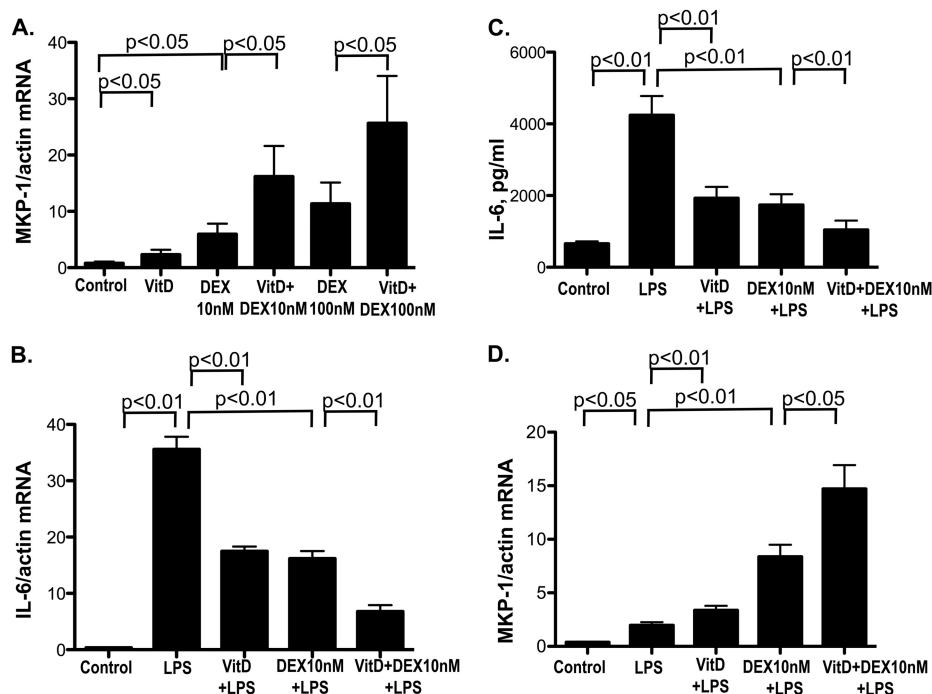 A.
p<0.05
p<0.05
p<0.05
p<0.05
MKP-1/actin mRNA
40
30
20
10
0
Control VitD DEX 10nM VitD+ DEX10nM DEX 100nM VitD+ DEX100nM
B.
p<0.01
p<0.01
p<0.01
p<0.01
IL-6/actin mRNA
40
30
20
10
0
Control LPS VitD +LPS DEX10nM +LPS VitD+DEX10nM +LPS
C.
p<0.01
p<0.01
p<0.01
p<0.01
IL-6, pg/ml
6000
4000
2000
0
Control LPS VitD +LPS DEX10nM +LPS VitD+DEX10nM +LPS
D.
p<0.01
p<0.05
p<0.01
p<0.05
MKP-1/actin mRNA
20
15
10
5
0
Control LPS VitD +LPS DEX10nM +LPS VitD+DEX10nM +LPS